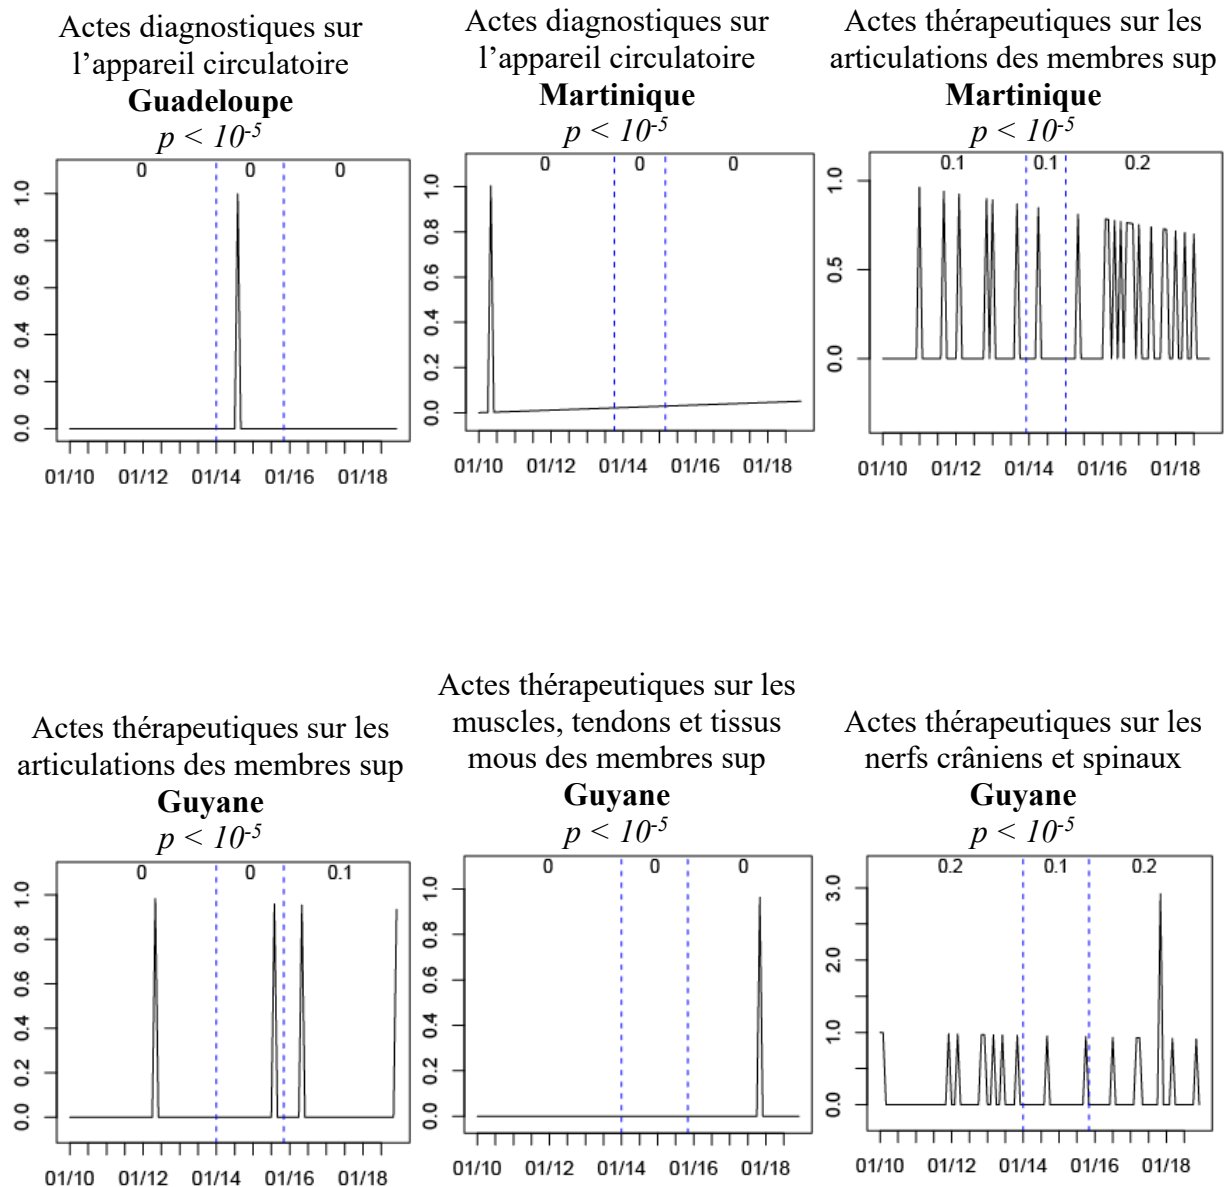 Actes diagnostiques sur
l’appareil circulatoire
Guadeloupe
p < 10-5
0 0 0
1.0
0.8
0.6
0.4
0.2
0.0
01/10 01/12 01/14 01/16 01/18
Actes diagnostiques sur
l’appareil circulatoire
Martinique
p < 10-5
0 0 0
1.0
0.8
0.6
0.4
0.2
0.0
01/10 01/12 01/14 01/16 01/18
Actes thérapeutiques sur les
articulations des membres sup
Martinique
p < 10-5
0.1 0.1 0.2
1.0
0.5
0.0
01/10 01/12 01/14 01/16 01/18
Actes thérapeutiques sur les
articulations des membres sup
Guyane
p < 10-5
0 0 0.1
1.0
0.8
0.6
0.4
0.2
0.0
01/10 01/12 01/14 01/16 01/18
Actes thérapeutiques sur les
muscles, tendons et tissus
mous des membres sup
Guyane
p < 10-5
0 0 0
1.0
0.8
0.6
0.4
0.2
0.0
01/10 01/12 01/14 01/16 01/18
Actes thérapeutiques sur les
nerfs crâniens et spinaux
Guyane
p < 10-5
0.2 0.1 0.2
3.0
2.0
1.0
0.0
01/10 01/12 01/14 01/16 01/18